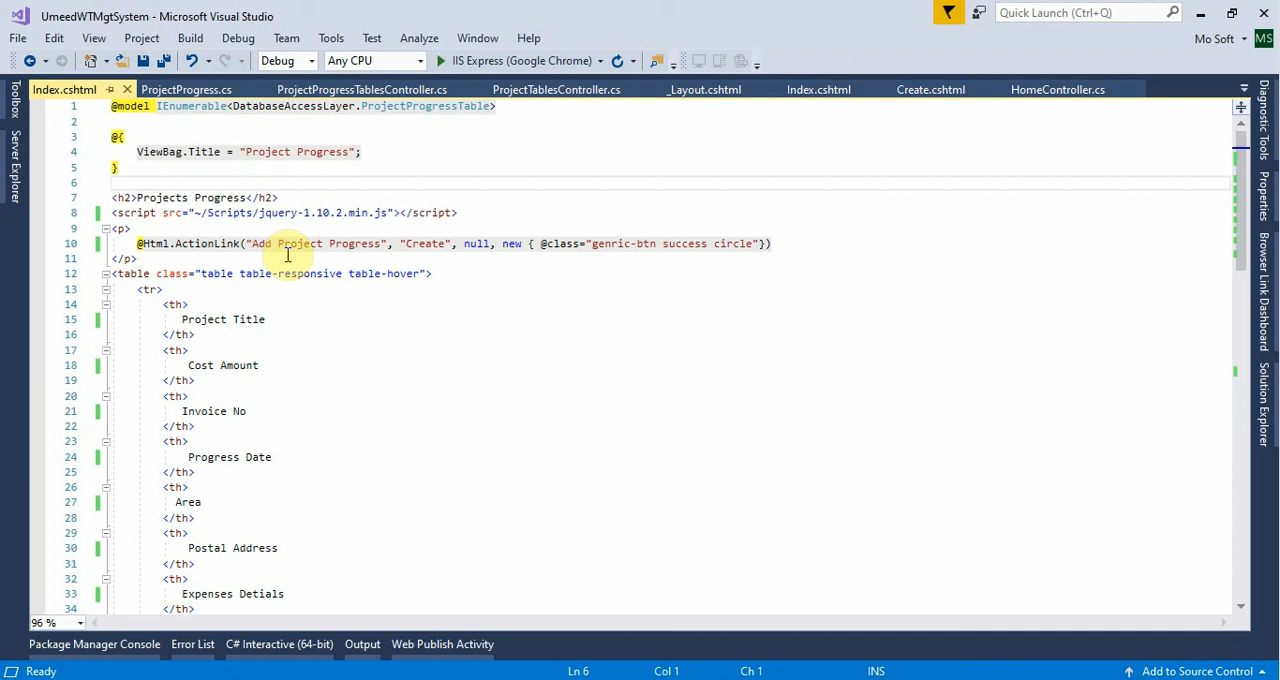 UmeedWTMgtSystem - Microsoft Visual Studio
Quick Launch (Ctrl+Q)
File Edit View Project Build Debug Team Tools Test Analyze Window Help
Mo Soft MS
Debug Any CPU IIS Express (Google Chrome)
Index.cshtml ProjectProgress.cs ProjectProgressTablesController.cs ProjectTablesController.cs _Layout.cshtml Index.cshtml Create.cshtml HomeController.cs
Toolbox
Server Explorer
1 @model IEnumerable<DatabaseAccessLayer.ProjectProgressTable>
2
3 @{
4 ViewBag.Title = "Project Progress";
5 }
6
7 <h2>Projects Progress</h2>
8 <script src="~/Scripts/jquery-1.10.2.min.js"></script>
9 <p>
10 @Html.ActionLink("Add Project Progress", "Create", null, new { @class="genric-btn success circle"})
11 </p>
12 <table class="table table-responsive table-hover">
13 <tr>
14 <th>
15 Project Title
16 </th>
17 <th>
18 Cost Amount
19 </th>
20 <th>
21 Invoice No
22 </th>
23 <th>
24 Progress Date
25 </th>
26 <th>
27 Area
28 </th>
29 <th>
30 Postal Address
31 </th>
32 <th>
33 Expenses Detials
34 </th>
Diagnostic Tools
Properties
Browser Link Dashboard
Solution Explorer
96 %
Package Manager Console Error List C# Interactive (64-bit) Output Web Publish Activity
Ready Ln 6 Col 1 Ch 1 INS Add to Source Control